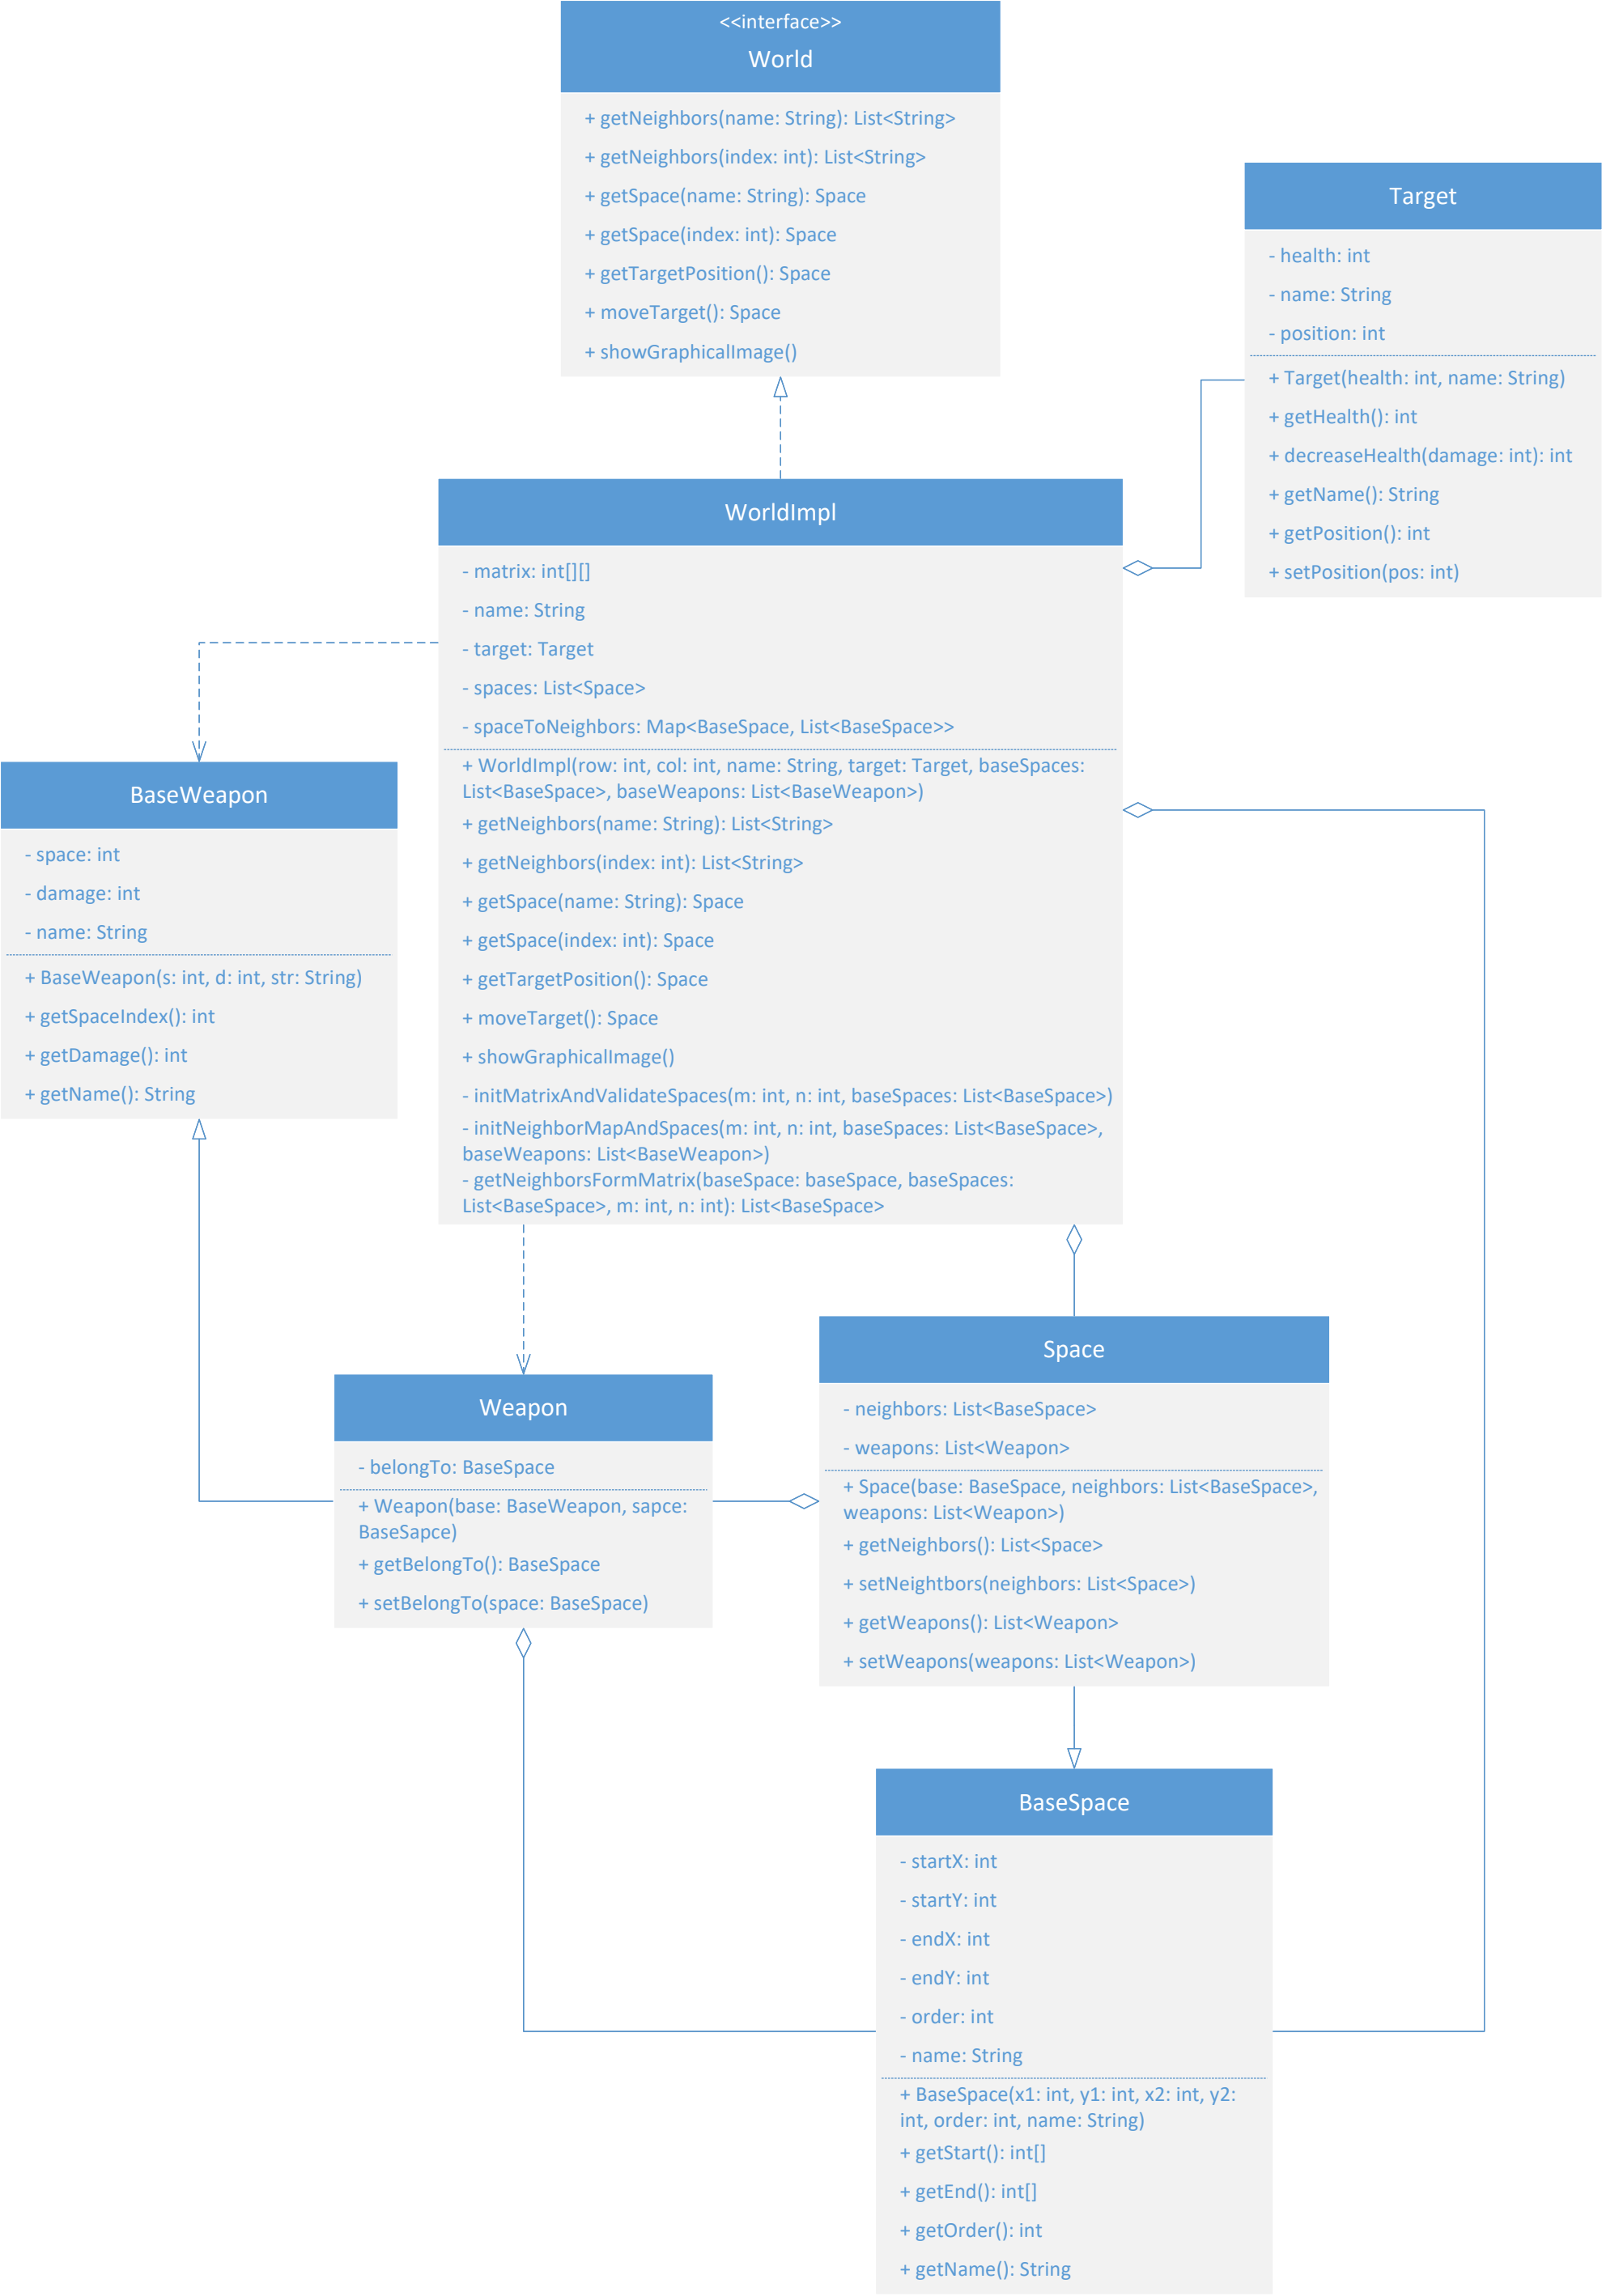 <<interface>>
World
+ getNeighbors(name: String): List<String>
+ getNeighbors(index: int): List<String>
+ getSpace(name: String): Space
+ getSpace(index: int): Space
+ getTargetPosition(): Space
+ moveTarget(): Space
+ showGraphicalImage()
Target
- health: int
- name: String
- position: int
+ Target(health: int, name: String)
+ getHealth(): int
+ decreaseHealth(damage: int): int
+ getName(): String
+ getPosition(): int
+ setPosition(pos: int)
WorldImpl
- matrix: int[][]
- name: String
- target: Target
- spaces: List<Space>
- spaceToNeighbors: Map<BaseSpace, List<BaseSpace>>
+ WorldImpl(row: int, col: int, name: String, target: Target, baseSpaces:
List<BaseSpace>, baseWeapons: List<BaseWeapon>)
+ getNeighbors(name: String): List<String>
+ getNeighbors(index: int): List<String>
+ getSpace(name: String): Space
+ getSpace(index: int): Space
+ getTargetPosition(): Space
+ moveTarget(): Space
+ showGraphicalImage()
- initMatrixAndValidateSpaces(m: int, n: int, baseSpaces: List<BaseSpace>)
- initNeighborMapAndSpaces(m: int, n: int, baseSpaces: List<BaseSpace>,
baseWeapons: List<BaseWeapon>)
- getNeighborsFormMatrix(baseSpace: baseSpace, baseSpaces:
List<BaseSpace>, m: int, n: int): List<BaseSpace>
BaseWeapon
- space: int
- damage: int
- name: String
+ BaseWeapon(s: int, d: int, str: String)
+ getSpaceIndex(): int
+ getDamage(): int
+ getName(): String
Weapon
- belongTo: BaseSpace
+ Weapon(base: BaseWeapon, sapce:
BaseSapce)
+ getBelongTo(): BaseSpace
+ setBelongTo(space: BaseSpace)
Space
- neighbors: List<BaseSpace>
- weapons: List<Weapon>
+ Space(base: BaseSpace, neighbors: List<BaseSpace>,
weapons: List<Weapon>)
+ getNeighbors(): List<Space>
+ setNeightbors(neighbors: List<Space>)
+ getWeapons(): List<Weapon>
+ setWeapons(weapons: List<Weapon>)
BaseSpace
- startX: int
- startY: int
- endX: int
- endY: int
- order: int
- name: String
+ BaseSpace(x1: int, y1: int, x2: int, y2:
int, order: int, name: String)
+ getStart(): int[]
+ getEnd(): int[]
+ getOrder(): int
+ getName(): String